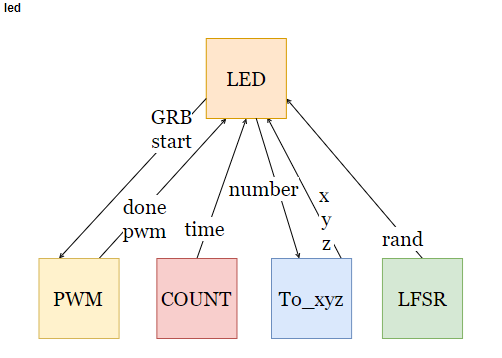 led
LED
GRB
start
done
pwm
time
number
x
y
z
rand
PWM
COUNT
To_xyz
LFSR